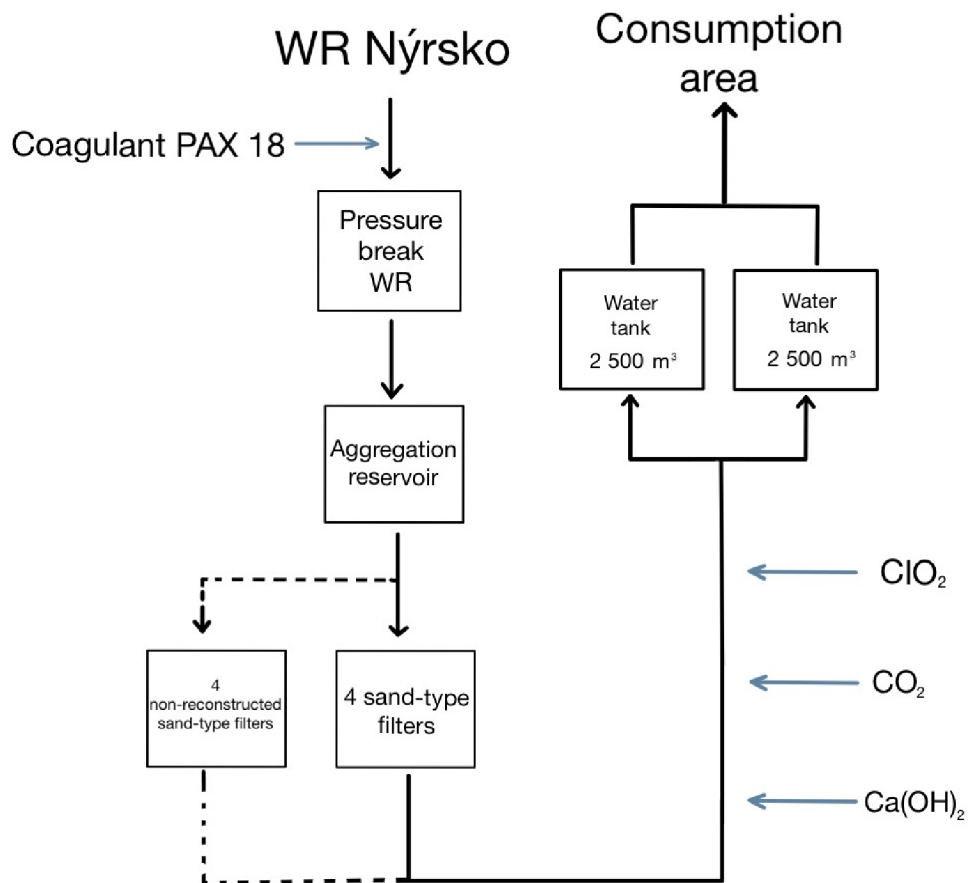 WR Nýrsko
Coagulant PAX 18
Pressure
break
WR
Aggregation
reservoir
4
non-reconstructed
sand-type filters
4 sand-type
filters
Consumption
area
Water
tank
2 500 m³
Water
tank
2 500 m³
ClO₂
CO₂
Ca(OH)₂